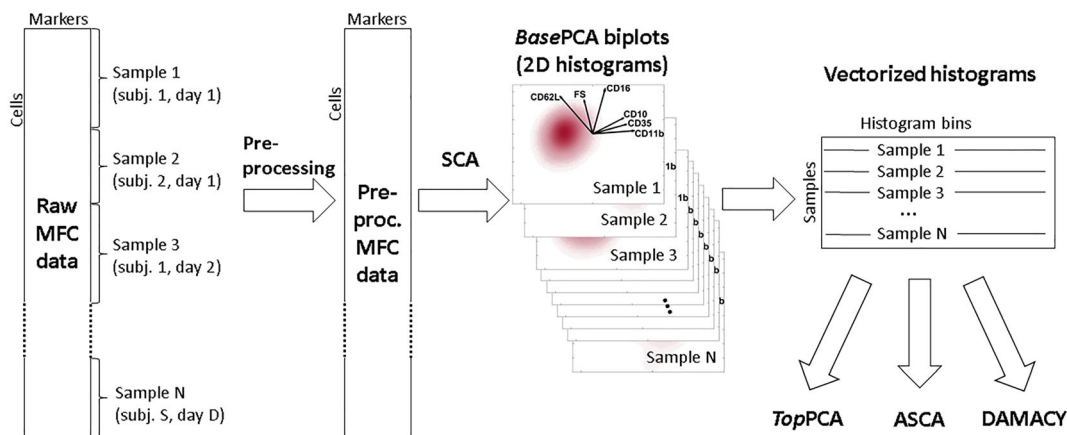 Markers
Cells
Raw
MFC
data
Sample 1
(subj. 1, day 1)
Sample 2
(subj. 2, day 1)
Sample 3
(subj. 1, day 2)
Sample N
(subj. S, day D)
Pre-
processing
Markers
Cells
Pre-
proc.
MFC
data
SCA
BasePCA biplots
(2D histograms)
CD62L
FS
CD16
CD10
CD35
CD11b
Sample 1
1b
Sample 2
1b
Sample 3
b
b
b
b
b
b
b
Sample N
Vectorized histograms
Histogram bins
Samples
Sample 1
Sample 2
Sample 3
...
Sample N
TopPCA
ASCA
DAMACY